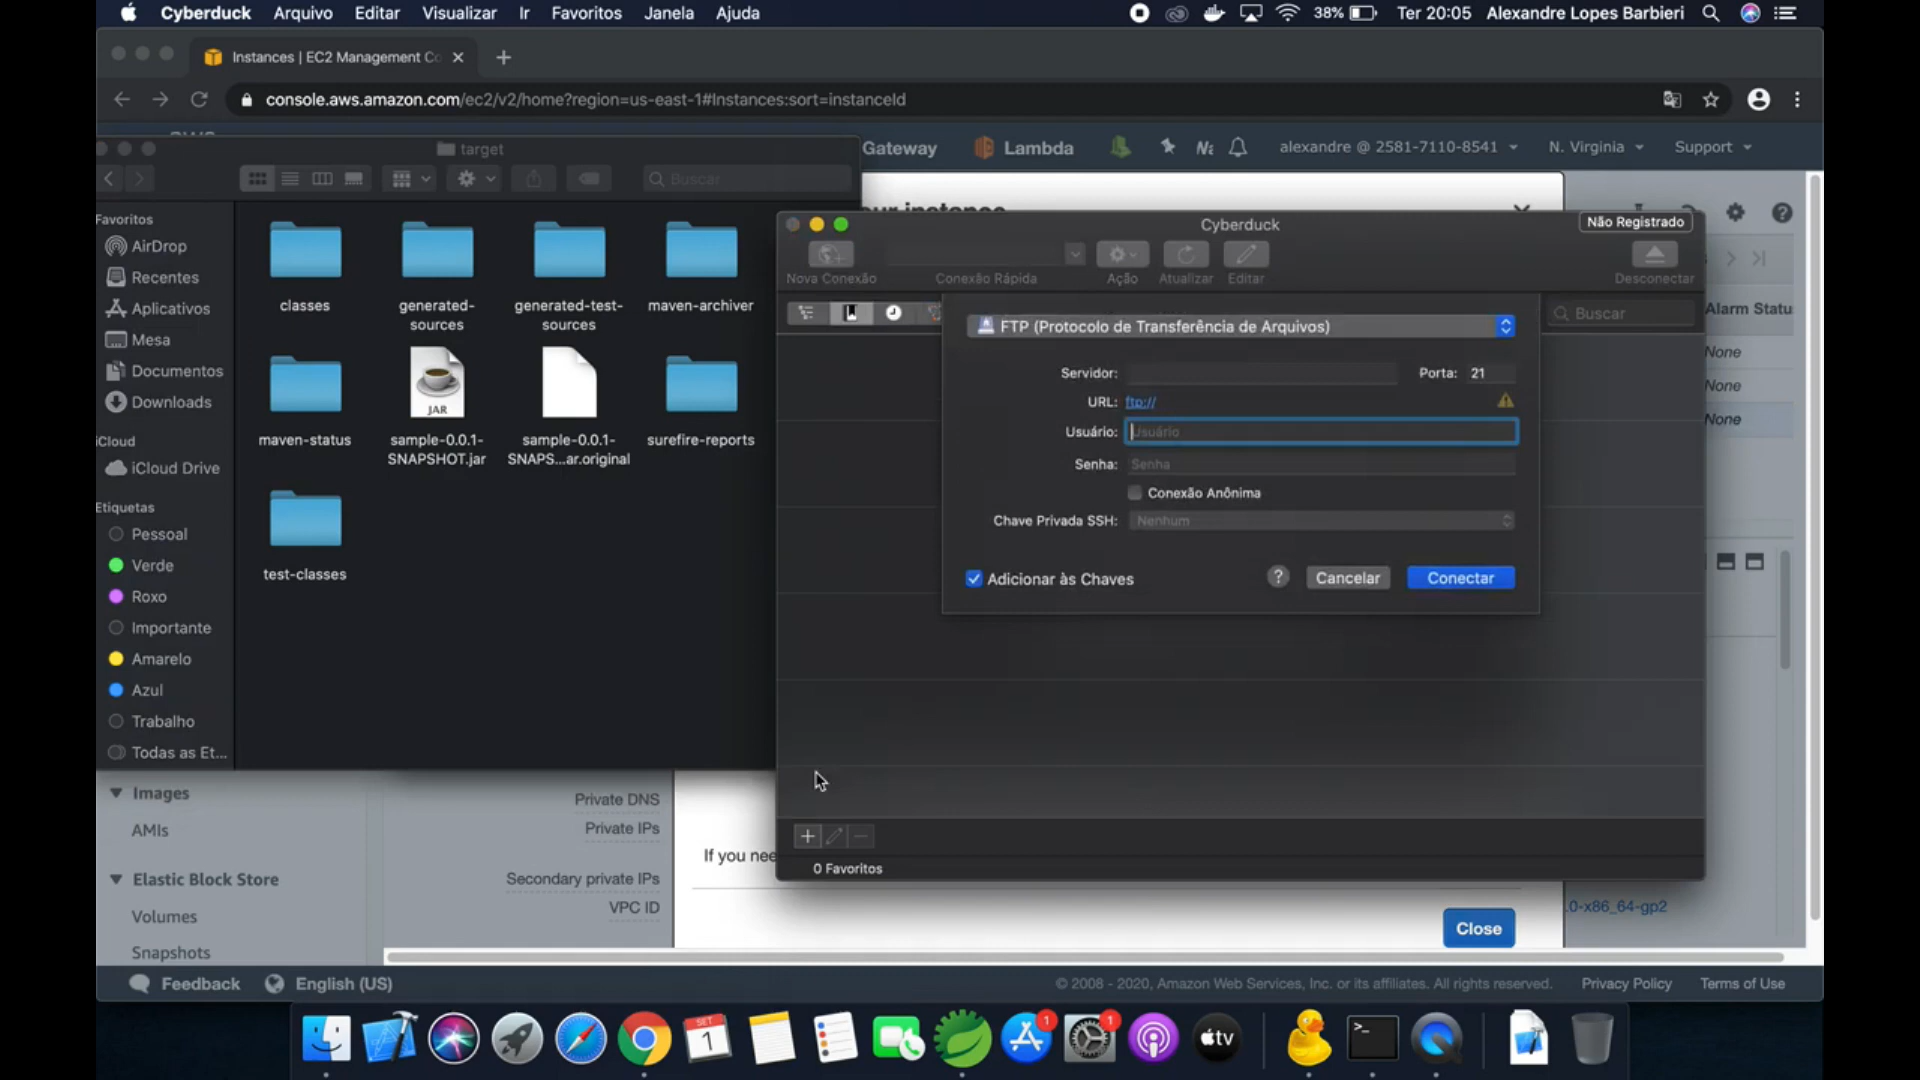 Cyberduck Arquivo Editar Visualizar Ir Favoritos Janela Ajuda
38% Ter 20:05 Alexandre Lopes Barbieri
Instances | EC2 Management Co
console.aws.amazon.com/ec2/v2/home?region=us-east-1#Instances:sort=instanceId
Gateway Lambda alexandre @ 2581-7110-8541 N. Virginia Support
target
Buscar
Favoritos
AirDrop
Recentes
Aplicativos
Mesa
Documentos
Downloads
iCloud
iCloud Drive
Etiquetas
Pessoal
Verde
Roxo
Importante
Amarelo
Azul
Trabalho
Todas as Et...
classes
generated-
sources
generated-test-
sources
maven-archiver
maven-status
JAR
sample-0.0.1-
SNAPSHOT.jar
sample-0.0.1-
SNAPS...ar.original
surefire-reports
test-classes
Cyberduck
Não Registrado
Nova Conexão Conexão Rápida Ação Atualizar Editar Desconectar
Buscar
FTP (Protocolo de Transferência de Arquivos)
Servidor: Porta: 21
URL: ftp://
Usuário: Usuário
Senha: Senha
Conexão Anônima
Chave Privada SSH: Nenhum
Adicionar às Chaves ? Cancelar Conectar
0 Favoritos
Alarm Statu
None
None
None
Images
AMIs
Elastic Block Store
Volumes
Snapshots
Private DNS
Private IPs
Secondary private IPs
VPC ID
If you nee
.0-x86_64-gp2
Close
Feedback English (US)
© 2008 - 2020, Amazon Web Services, Inc. or its affiliates. All rights reserved. Privacy Policy Terms of Use
SET
1
1
1
tv